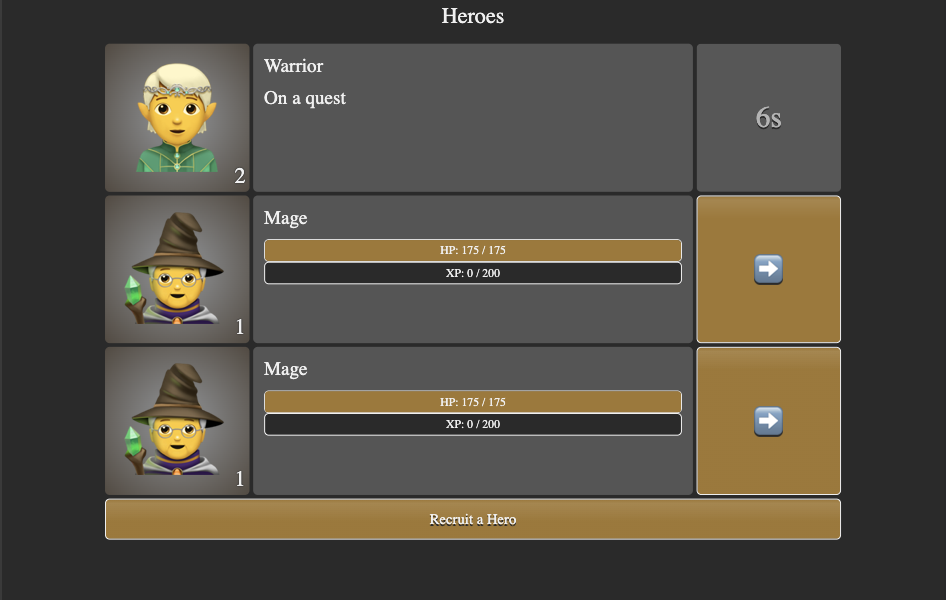 Heroes
Warrior
On a quest
6s
2
Mage
HP: 175 / 175
XP: 0 / 200
1
Mage
HP: 175 / 175
XP: 0 / 200
1
Recruit a Hero